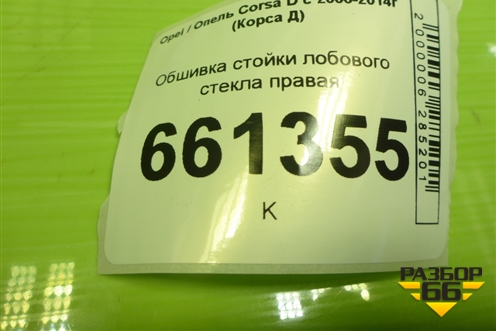 Opel / Опель Corsa D с 2006-2014г
(Корса Д)
Обшивка стойки лобового
стекла правая
661355
К
2000006285201
РАЗБОР
66